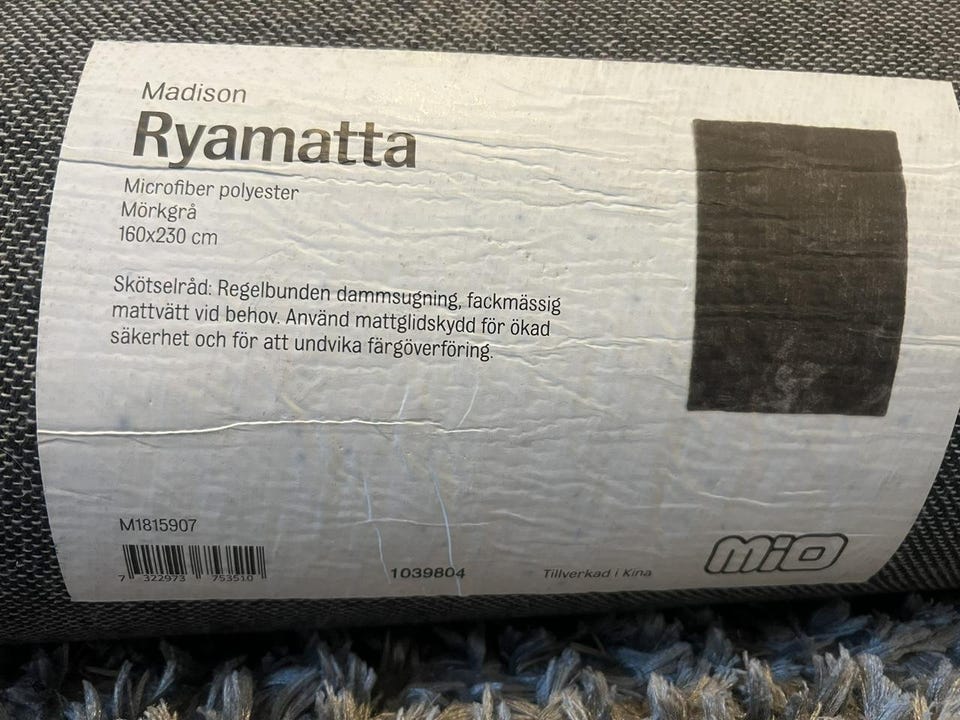 Madison
Ryamatta
Microfiber polyester
Mörkgrå
160x230 cm
Skötselråd: Regelbunden dammsugning, fackmässig
mattvätt vid behov. Använd mattglidskydd för ökad
säkerhet och för att undvika färgöverföring.
M1815907
7 322973 753510
1039804
Tillverkad i Kina
mio